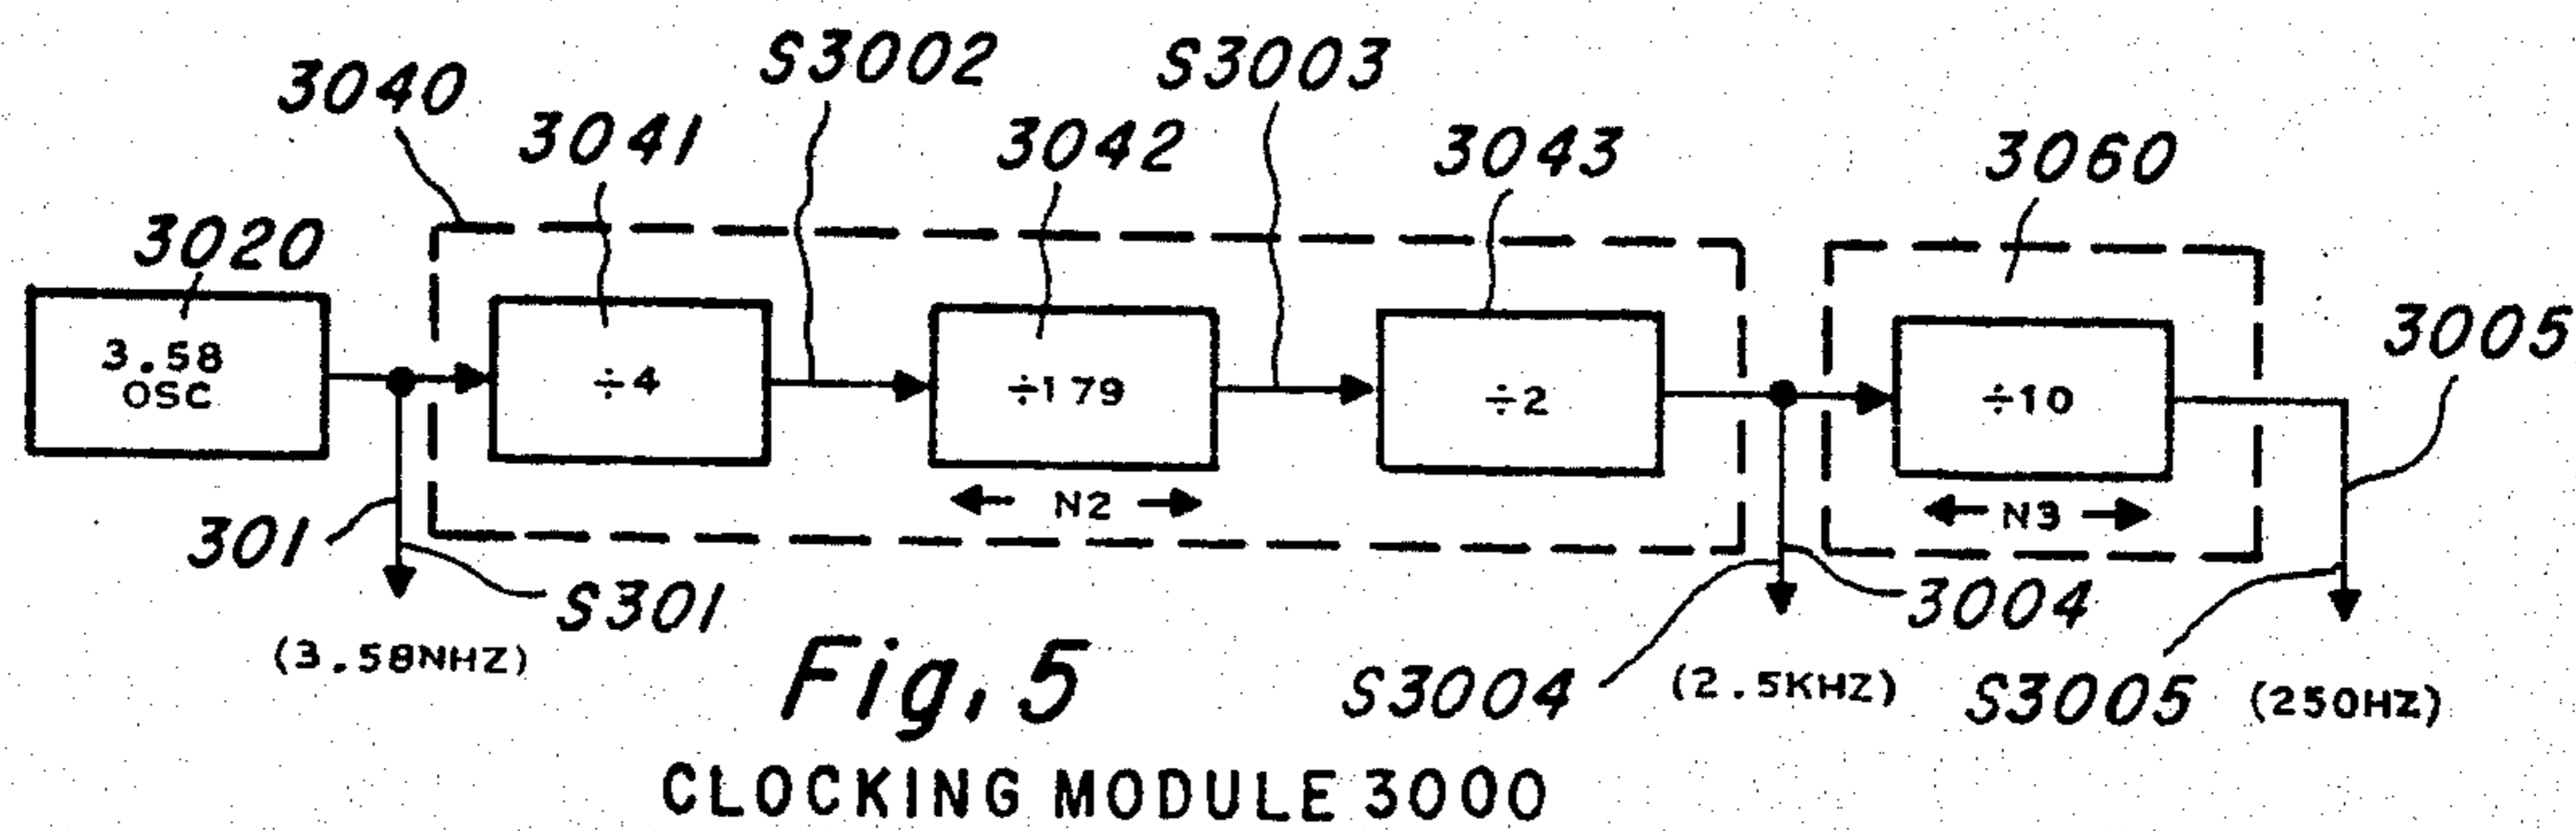 3040
3041
S3002
3042
S3003
3043
3060
3020
3.58
OSC
÷4
÷179
÷2
÷10
3005
N2
N3
301
S301
(3.58NHZ)
3004
S3004
(2.5KHZ)
S3005
(250HZ)
Fig. 5
CLOCKING MODULE 3000